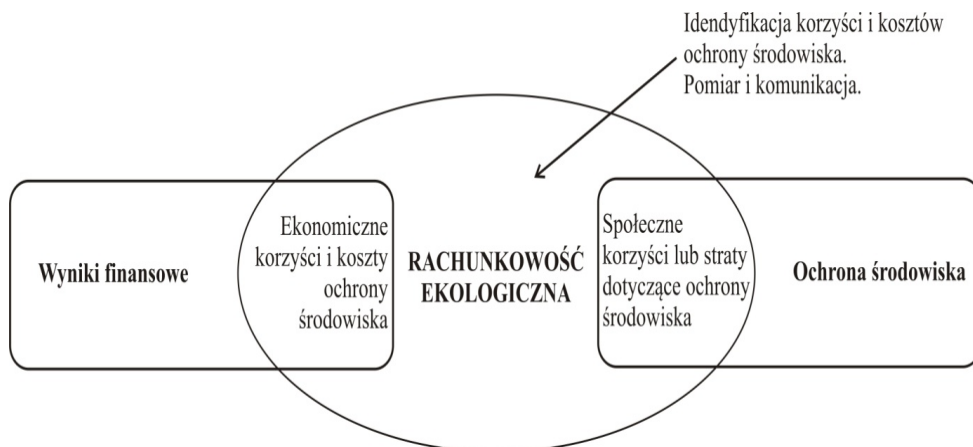 Idendyfikacja korzyści i kosztów
ochrony środowiska.
Pomiar i komunikacja.
Wyniki finansowe
Ekonomiczne
korzyści i koszty
ochrony
środowiska
RACHUNKOWOŚĆ
EKOLOGICZNA
Społeczne
korzyści lub straty
dotyczące ochrony
środowiska
Ochrona środowiska